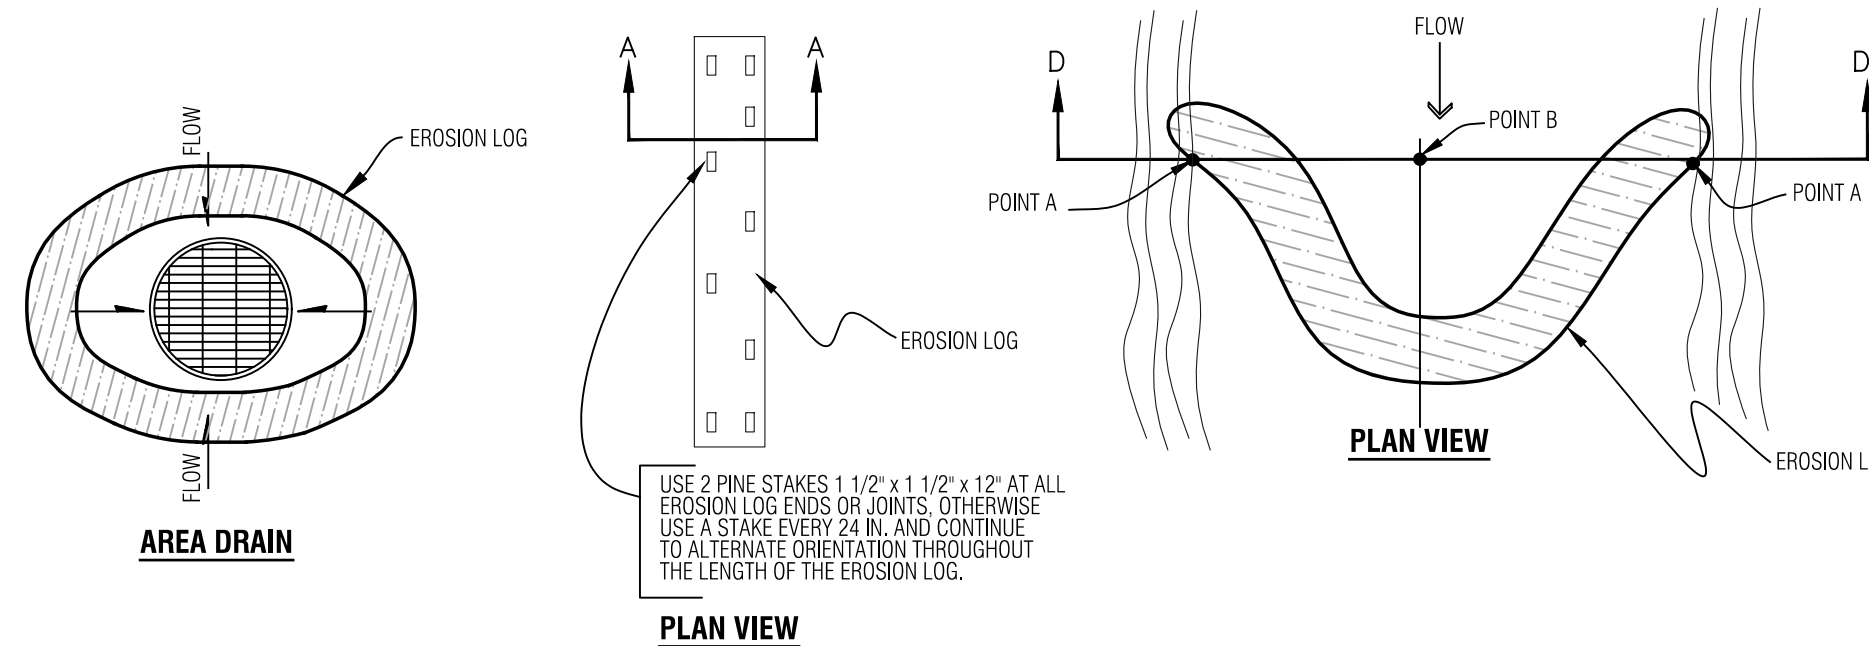 FLOW
EROSION LOG
FLOW
AREA DRAIN
A
A
EROSION LOG
USE 2 PINE STAKES 1 1/2" x 1 1/2" x 12" AT ALL
EROSION LOG ENDS OR JOINTS, OTHERWISE
USE A STAKE EVERY 24 IN. AND CONTINUE
TO ALTERNATE ORIENTATION THROUGHOUT
THE LENGTH OF THE EROSION LOG.
PLAN VIEW
FLOW
D
D
POINT B
POINT A
POINT A
PLAN VIEW
EROSION L